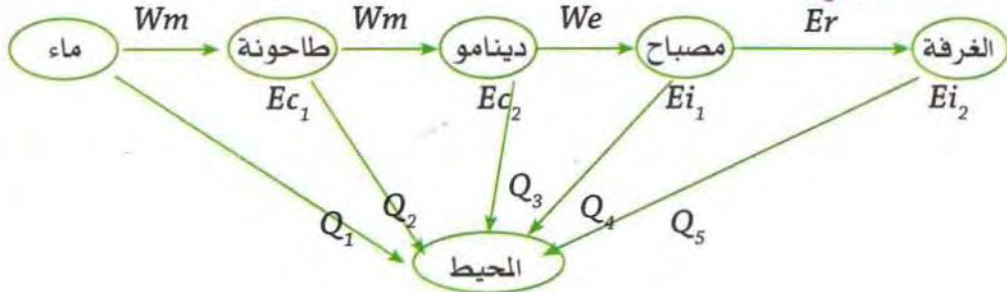 Wm Wm We Er
ماء طاحونة دينامو مصباح الغرفة
Ec₁ Ec₂ Ei₁ Ei₂
Q₁ Q₂ Q₃ Q₄ Q₅
المحيط